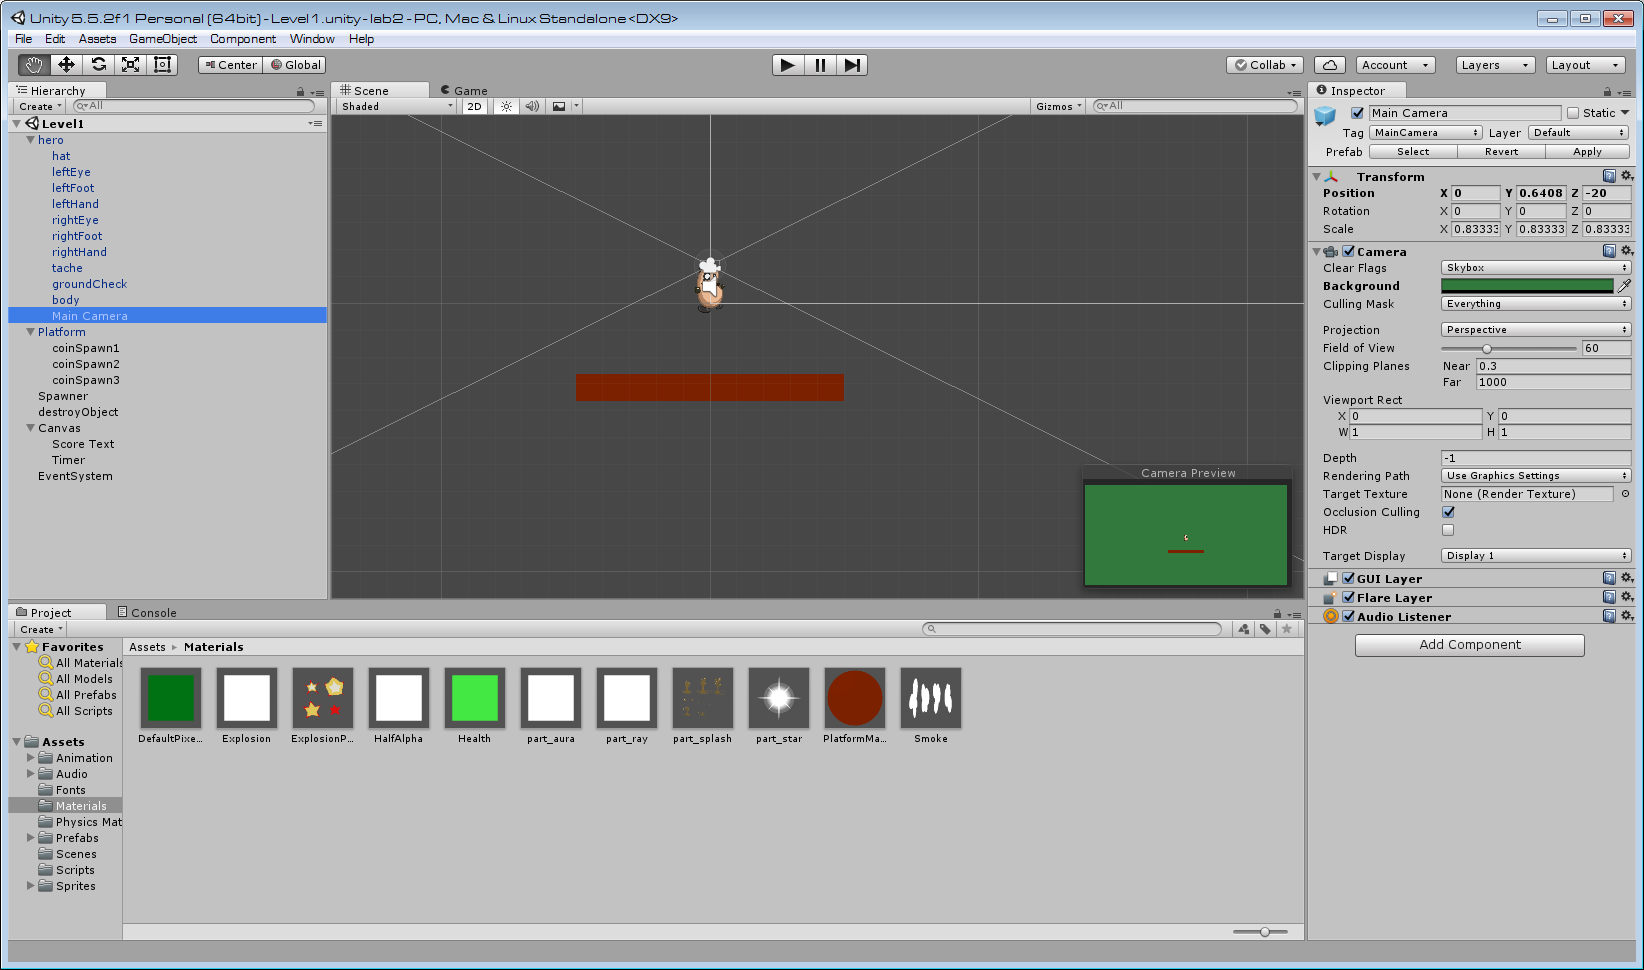 Unity 5.5.2f1 Personal (64bit) - Level1.unity - lab2 - PC, Mac & Linux Standalone <DX9>
File Edit Assets GameObject Component Window Help
Center Global Collab Account Layers Layout
Hierarchy
Create All
Level1
hero
hat
leftEye
leftFoot
leftHand
rightEye
rightFoot
rightHand
tache
groundCheck
body
Main Camera
Platform
coinSpawn1
coinSpawn2
coinSpawn3
Spawner
destroyObject
Canvas
Score Text
Timer
EventSystem
Scene Game
Shaded 2D Gizmos All
Camera Preview
Inspector
Main Camera Static
Tag MainCamera Layer Default
Prefab Select Revert Apply
Transform
Position X 0 Y 0.6408 Z -20
Rotation X 0 Y 0 Z 0
Scale X 0.83333 Y 0.83333 Z 0.83333
Camera
Clear Flags Skybox
Background
Culling Mask Everything
Projection Perspective
Field of View 60
Clipping Planes Near 0.3
Far 1000
Viewport Rect
X 0 Y 0
W 1 H 1
Depth -1
Rendering Path Use Graphics Settings
Target Texture None (Render Texture)
Occlusion Culling
HDR
Target Display Display 1
GUI Layer
Flare Layer
Audio Listener
Add Component
Project Console
Create
Favorites
All Materials
All Models
All Prefabs
All Scripts
Assets
Animation
Audio
Fonts
Materials
Physics Mat
Prefabs
Scenes
Scripts
Sprites
Assets ▸ Materials
DefaultPixe... Explosion ExplosionP... HalfAlpha Health part_aura part_ray part_splash part_star PlatformMa... Smoke